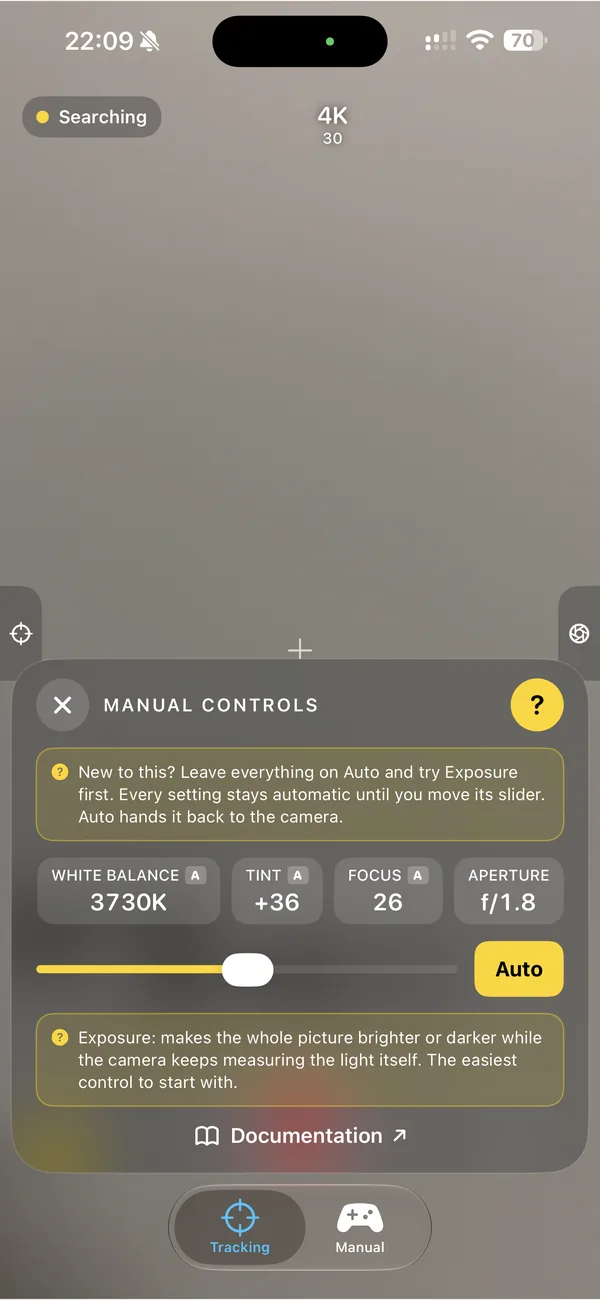 22:09
70
Searching
4K
30
MANUAL CONTROLS
?
? New to this? Leave everything on Auto and try Exposure
first. Every setting stays automatic until you move its slider.
Auto hands it back to the camera.
WHITE BALANCE A
3730K
TINT A
+36
FOCUS A
26
APERTURE
f/1.8
Auto
? Exposure: makes the whole picture brighter or darker while
the camera keeps measuring the light itself. The easiest
control to start with.
Documentation
Tracking
Manual